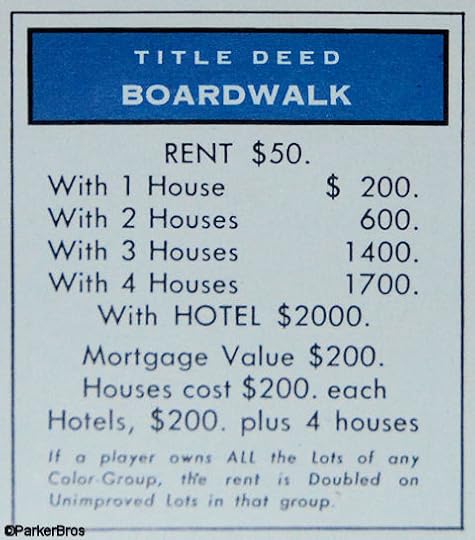 TITLE DEED
BOARDWALK
RENT $50.
With 1 House $ 200.
With 2 Houses 600.
With 3 Houses 1400.
With 4 Houses 1700.
With HOTEL $2000.
Mortgage Value $200.
Houses cost $200. each
Hotels, $200. plus 4 houses
If a player owns ALL the Lots of any
Color-Group, the rent is Doubled on
Unimproved Lots in that group.
©ParkerBros